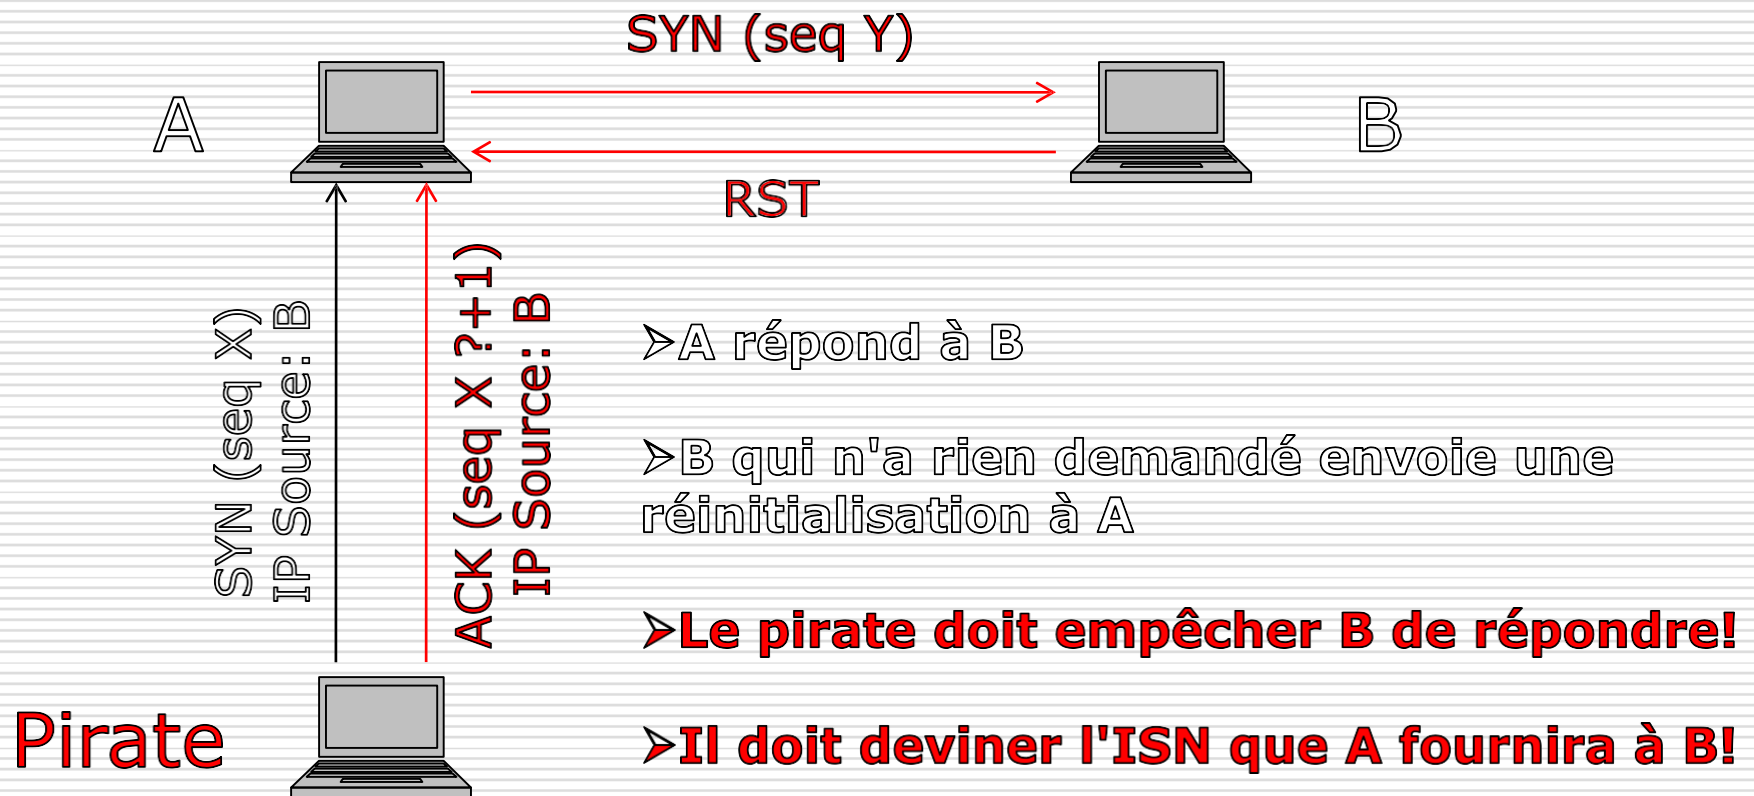 SYN (seq Y)
A
B
RST
SYN (seq X)
IP Source: B
ACK (seq X ?+1)
IP Source: B
➢A répond à B
➢B qui n'a rien demandé envoie une
réinitialisation à A
➢Le pirate doit empêcher B de répondre!
Pirate
➢Il doit deviner l'ISN que A fournira à B!